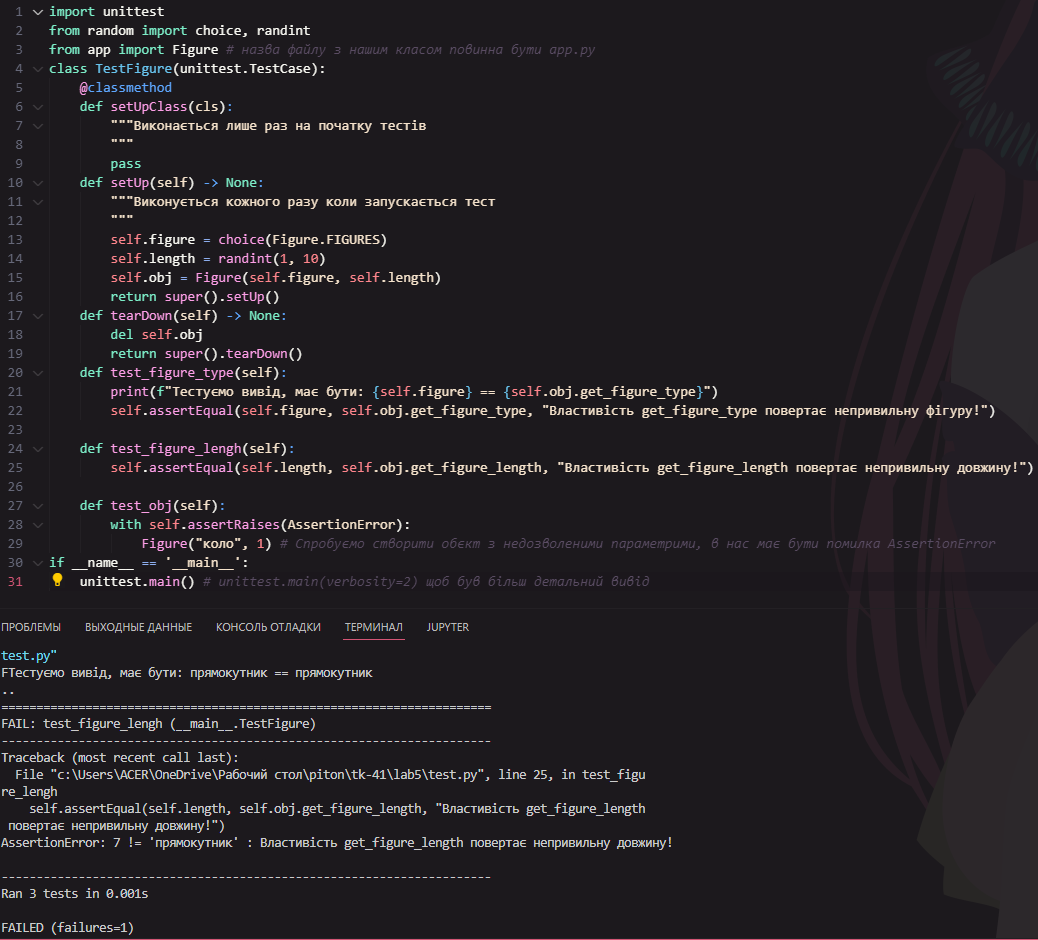 1 import unittest
2 from random import choice, randint
3 from app import Figure # назва файлу з нашим класом повинна бути app.py
4 class TestFigure(unittest.TestCase):
5     @classmethod
6     def setUpClass(cls):
7         """Виконається лише раз на початку тестів
8         """
9         pass
10     def setUp(self) -> None:
11         """Виконується кожного разу коли запускається тест
12         """
13         self.figure = choice(Figure.FIGURES)
14         self.length = randint(1, 10)
15         self.obj = Figure(self.figure, self.length)
16         return super().setUp()
17     def tearDown(self) -> None:
18         del self.obj
19         return super().tearDown()
20     def test_figure_type(self):
21         print(f"Тестуємо вивід, має бути: {self.figure} == {self.obj.get_figure_type}")
22         self.assertEqual(self.figure, self.obj.get_figure_type, "Властивість get_figure_type повертає непривильну фігуру!")
23
24     def test_figure_lengh(self):
25         self.assertEqual(self.length, self.obj.get_figure_length, "Властивість get_figure_length повертає непривильну довжину!")
26
27     def test_obj(self):
28         with self.assertRaises(AssertionError):
29             Figure("коло", 1) # Спробуємо створити обєкт з недозволеними параметрими, в нас має бути помилка AssertionError
30 if __name__ == '__main__':
31     unittest.main() # unittest.main(verbosity=2) щоб був більш детальний вивід
ПРОБЛЕМЫ ВЫХОДНЫЕ ДАННЫЕ КОНСОЛЬ ОТЛАДКИ ТЕРМИНАЛ JUPYTER
test.py"
FТестуємо вивід, має бути: прямокутник == прямокутник
..
======================================================================
FAIL: test_figure_lengh (__main__.TestFigure)
----------------------------------------------------------------------
Traceback (most recent call last):
  File "c:\Users\ACER\OneDrive\Рабочий стол\piton\tk-41\lab5\test.py", line 25, in test_figu
re_lengh
    self.assertEqual(self.length, self.obj.get_figure_length, "Властивість get_figure_length
 повертає непривильну довжину!")
AssertionError: 7 != 'прямокутник' : Властивість get_figure_length повертає непривильну довжину!
----------------------------------------------------------------------
Ran 3 tests in 0.001s
FAILED (failures=1)